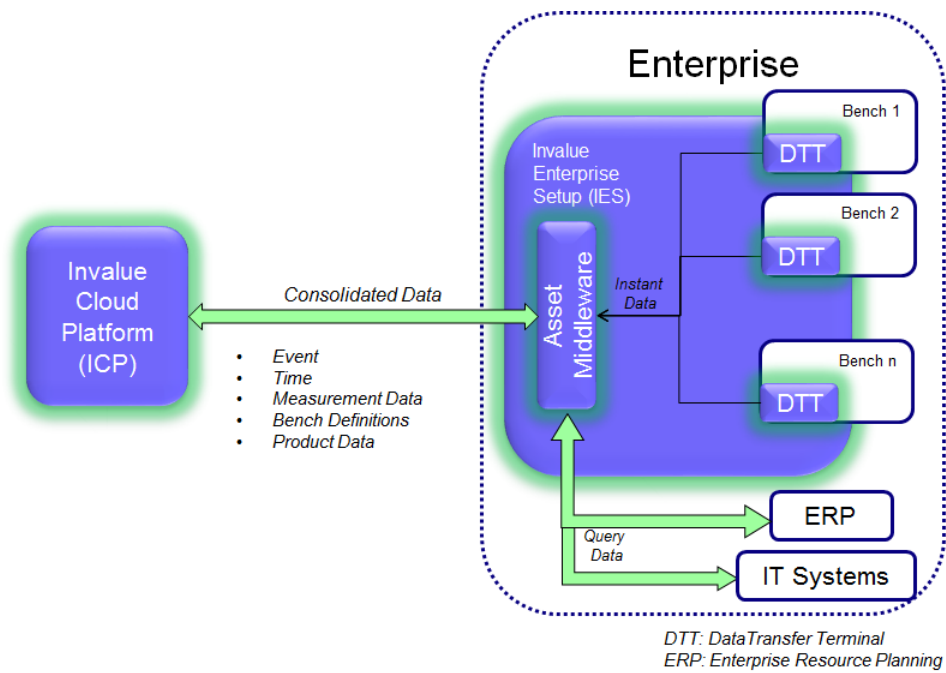 Enterprise
Bench 1
DTT
Invalue
Enterprise
Setup (IES)
Bench 2
DTT
Invalue
Cloud
Platform
(ICP)
Consolidated Data
Asset
Middleware
Instant
Data
• Event
• Time
• Measurement Data
• Bench Definitions
• Product Data
Bench n
DTT
ERP
Query
Data
IT Systems
DTT: DataTransfer Terminal
ERP: Enterprise Resource Planning